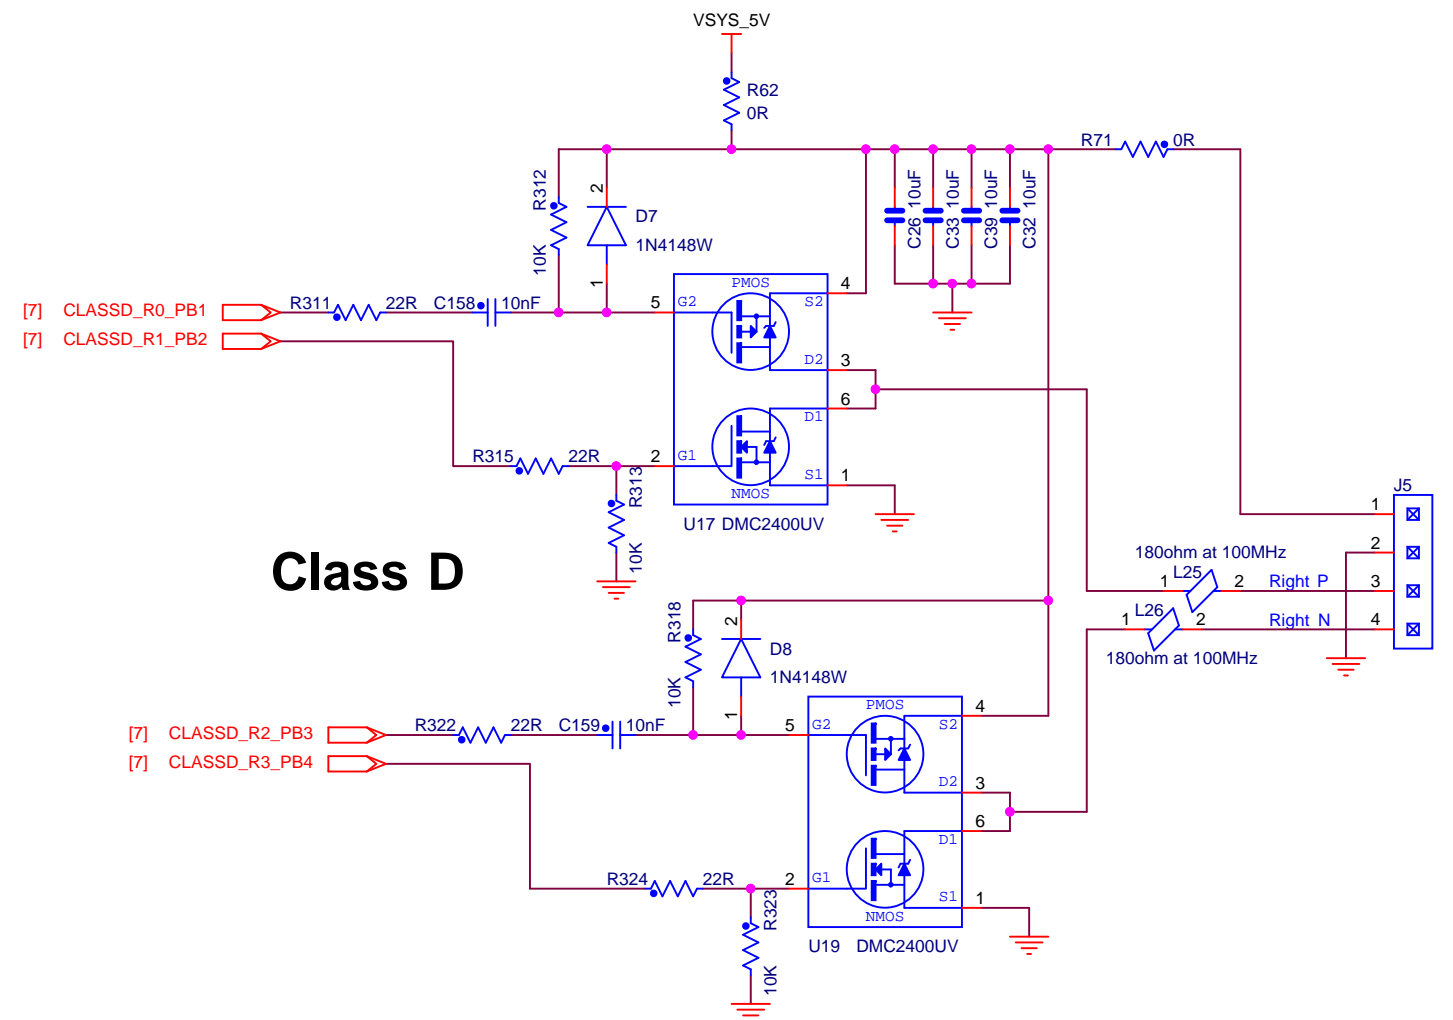 VSYS_5V
R62
0R
R71 0R
R312
10K
2
D7
1N4148W
1
C26 10uF
C33 10uF
C39 10uF
C32 10uF
[7] CLASSD_R0_PB1
R311 22R
C158 10nF
[7] CLASSD_R1_PB2
5 G2 PMOS S2 4
D2 3
D1 6
R315 22R
2 G1 NMOS S1 1
U17 DMC2400UV
R313
10K
Class D
J5
1
2
3
4
180ohm at 100MHz
1 L25 2 Right P
1 L26 2 Right N
180ohm at 100MHz
R318
10K
2
D8
1N4148W
1
[7] CLASSD_R2_PB3
R322 22R
C159 10nF
[7] CLASSD_R3_PB4
5 G2 PMOS S2 4
D2 3
D1 6
R324 22R
2 G1 NMOS S1 1
U19 DMC2400UV
R323
10K